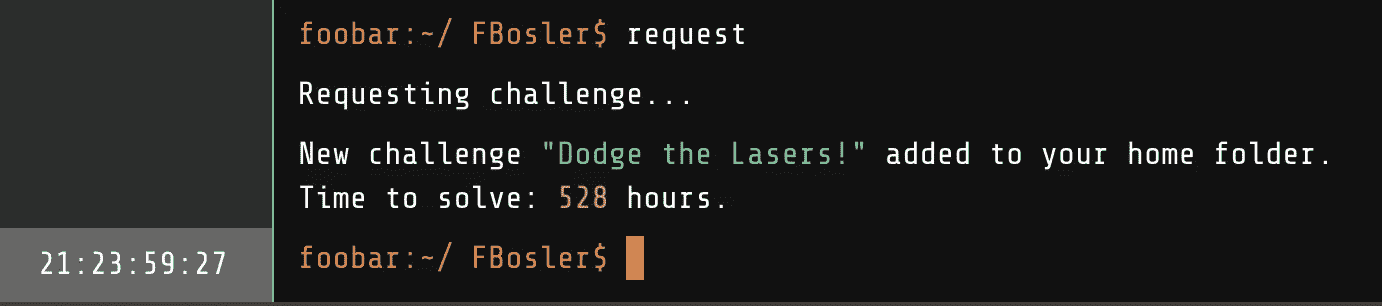 foobar:~/ FBosler$ request
Requesting challenge...
New challenge "Dodge the Lasers!" added to your home folder.
Time to solve: 528 hours.
21:23:59:27
foobar:~/ FBosler$